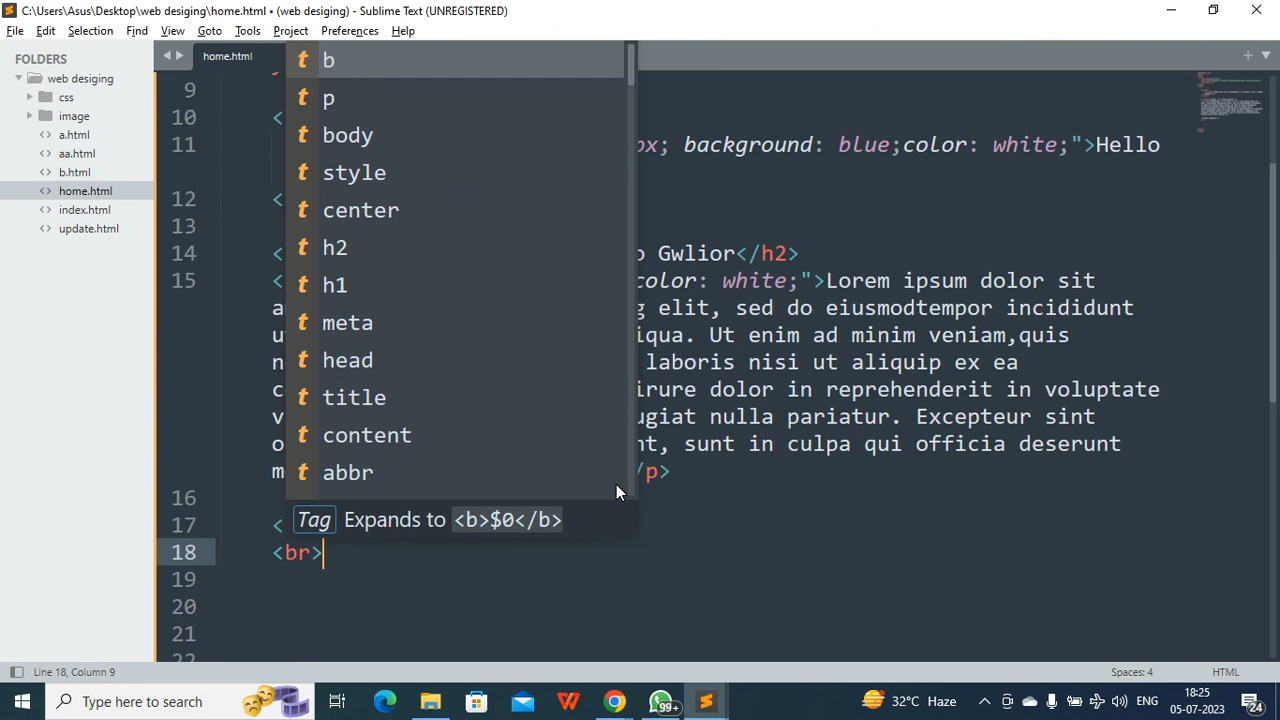 C:\Users\Asus\Desktop\web desiging\home.html • (web desiging) - Sublime Text (UNREGISTERED)
File Edit Selection Find View Goto Tools Project Preferences Help
FOLDERS
web desiging
css
image
a.html
aa.html
b.html
home.html
index.html
update.html
home.html
b
p
body
style
center
h2
h1
meta
head
title
content
abbr
Tag Expands to <b>$0</b>
9
10 <
11 px; background: blue;color: white;">Hello
12 <
13
14 < o Gwlior</h2>
15 < color: white;">Lorem ipsum dolor sit
g elit, sed do eiusmodtempor incididunt
iqua. Ut enim ad minim veniam,quis
laboris nisi ut aliquip ex ea
irure dolor in reprehenderit in voluptate
ugiat nulla pariatur. Excepteur sint
nt, sunt in culpa qui officia deserunt
/p>
16
17 <
18 <br>
19
20
21
22
Line 18, Column 9 Spaces: 4 HTML
Type here to search 99+ 32°C Haze ENG 18:25
05-07-2023 24